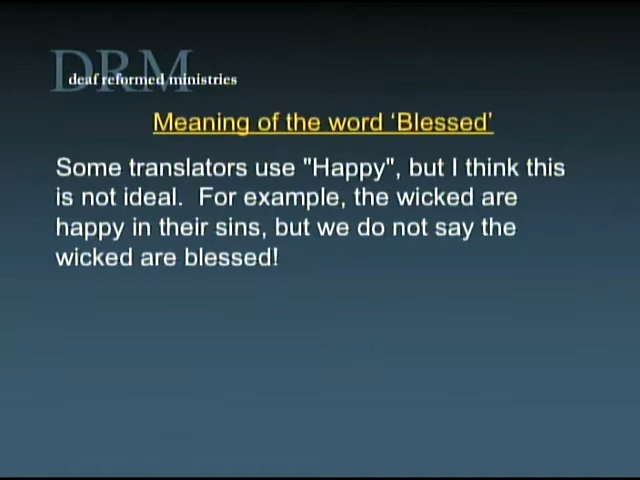 DRM
deaf reformed ministries
Meaning of the word ‘Blessed’
Some translators use "Happy", but I think this
is not ideal.  For example, the wicked are
happy in their sins, but we do not say the
wicked are blessed!